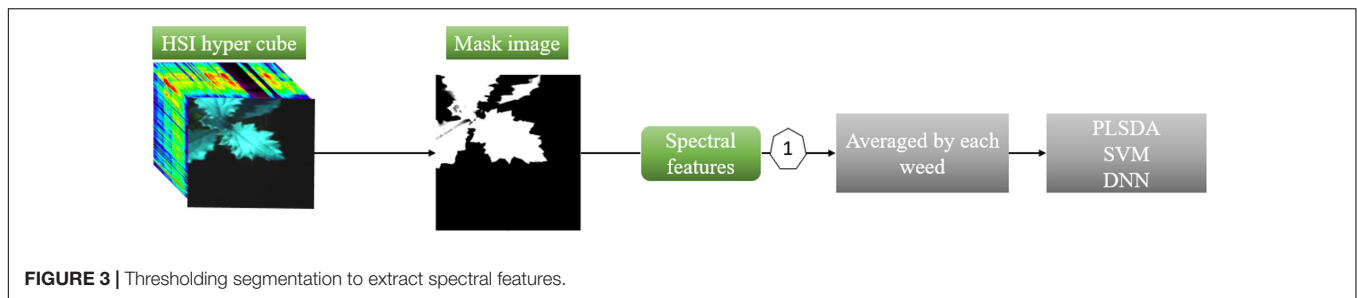 HSI hyper cube
Mask image
Spectral
features
1
Averaged by each
weed
PLSDA
SVM
DNN
FIGURE 3 | Thresholding segmentation to extract spectral features.